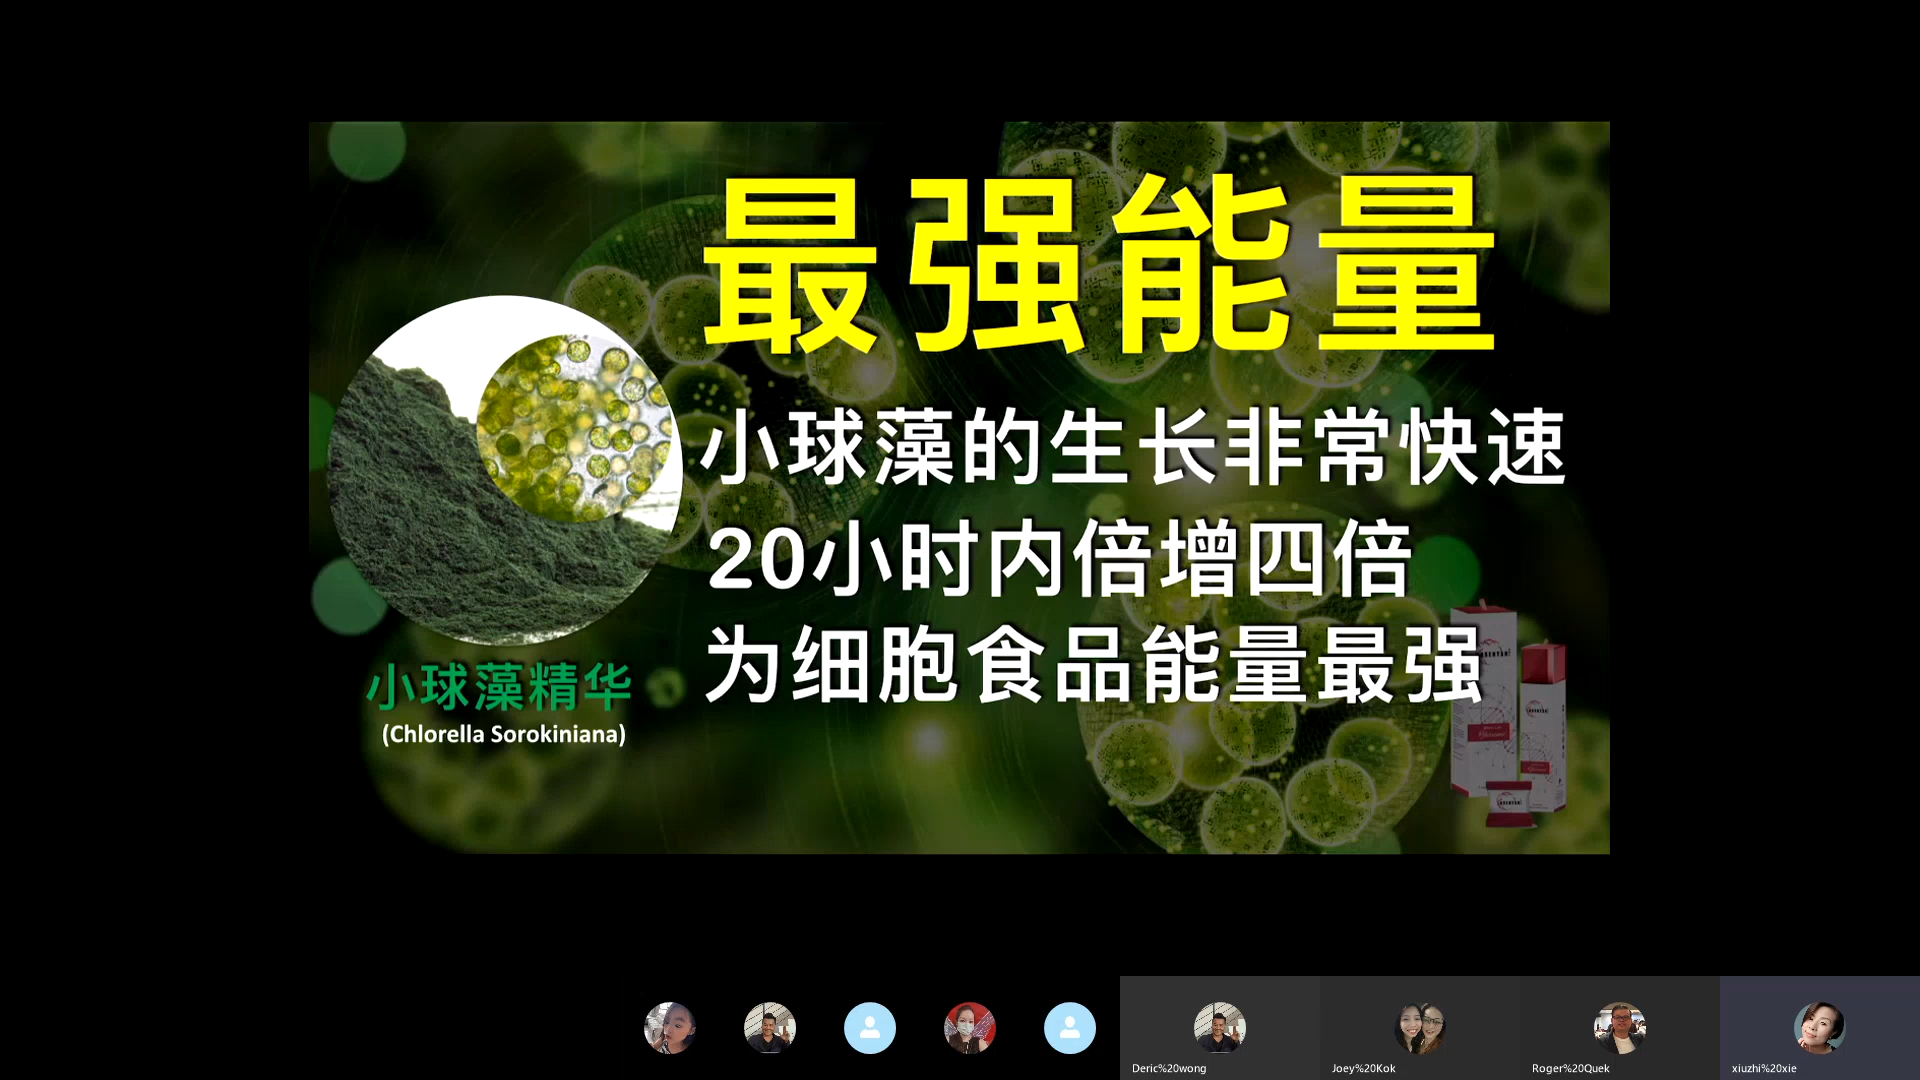 最强能量
小球藻的生长非常快速
20小时内倍增四倍
为细胞食品能量最强
小球藻精华
(Chlorella Sorokiniana)
Deric%20wong
Joey%20Kok
Roger%20Quek
xiuzhi%20xie